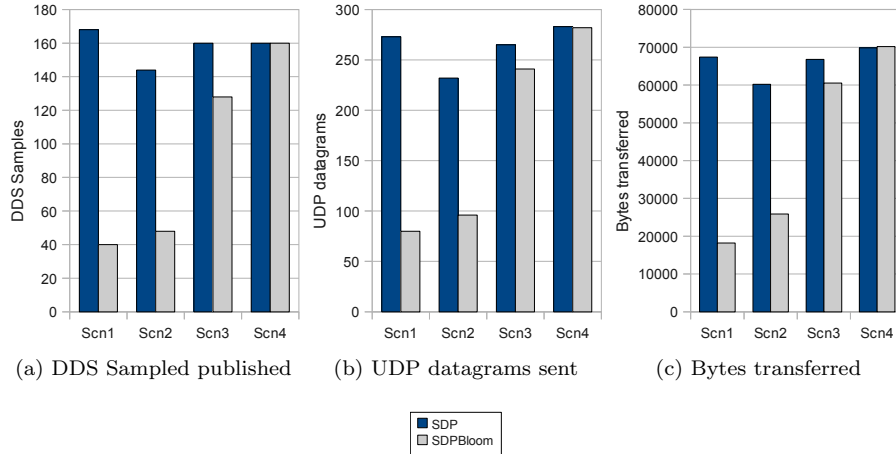 DDS Samples
180
160
140
120
100
80
60
40
20
0
Scn1 Scn2 Scn3 Scn4
(a) DDS Sampled published
UDP datagrams
300
250
200
150
100
50
0
Scn1 Scn2 Scn3 Scn4
(b) UDP datagrams sent
Bytes transferred
80000
70000
60000
50000
40000
30000
20000
10000
0
Scn1 Scn2 Scn3 Scn4
(c) Bytes transferred
SDP
SDPBloom